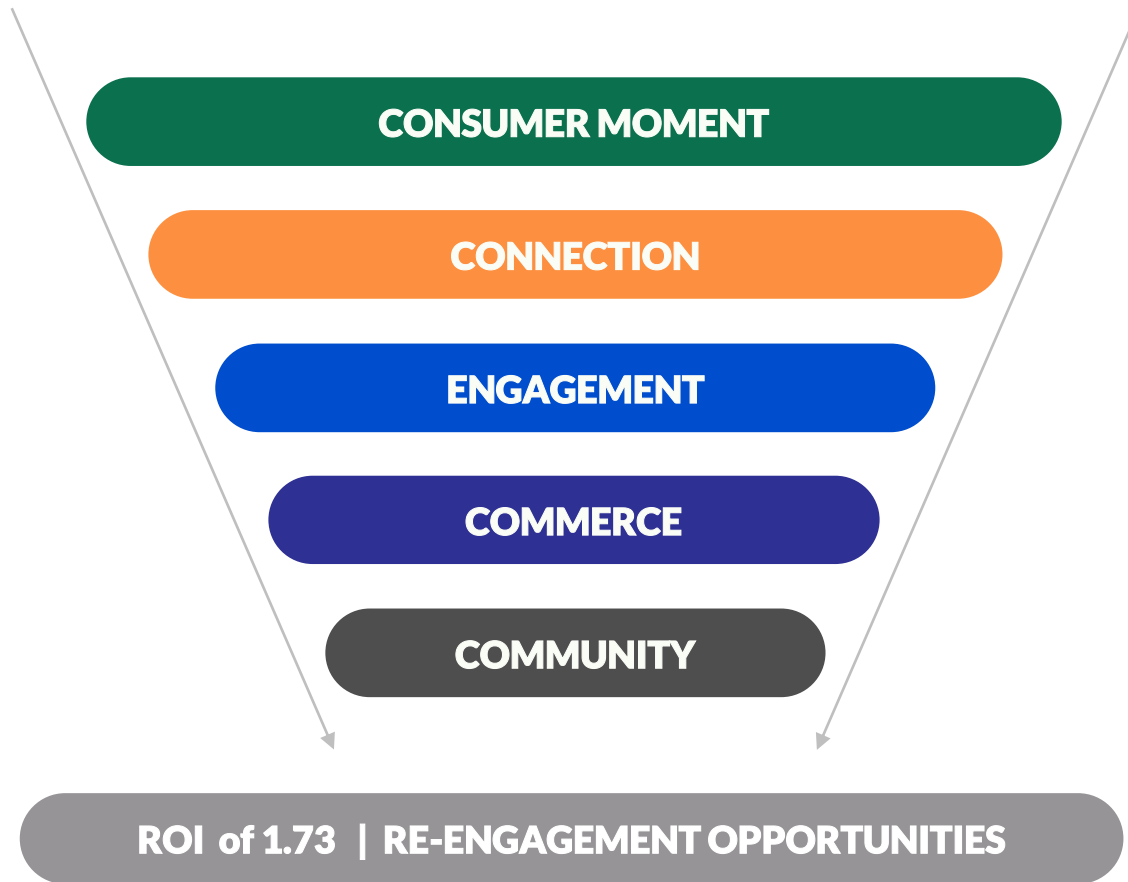 CONSUMER MOMENT
CONNECTION
ENGAGEMENT
COMMERCE
COMMUNITY
ROI of 1.73 | RE-ENGAGEMENT OPPORTUNITIES